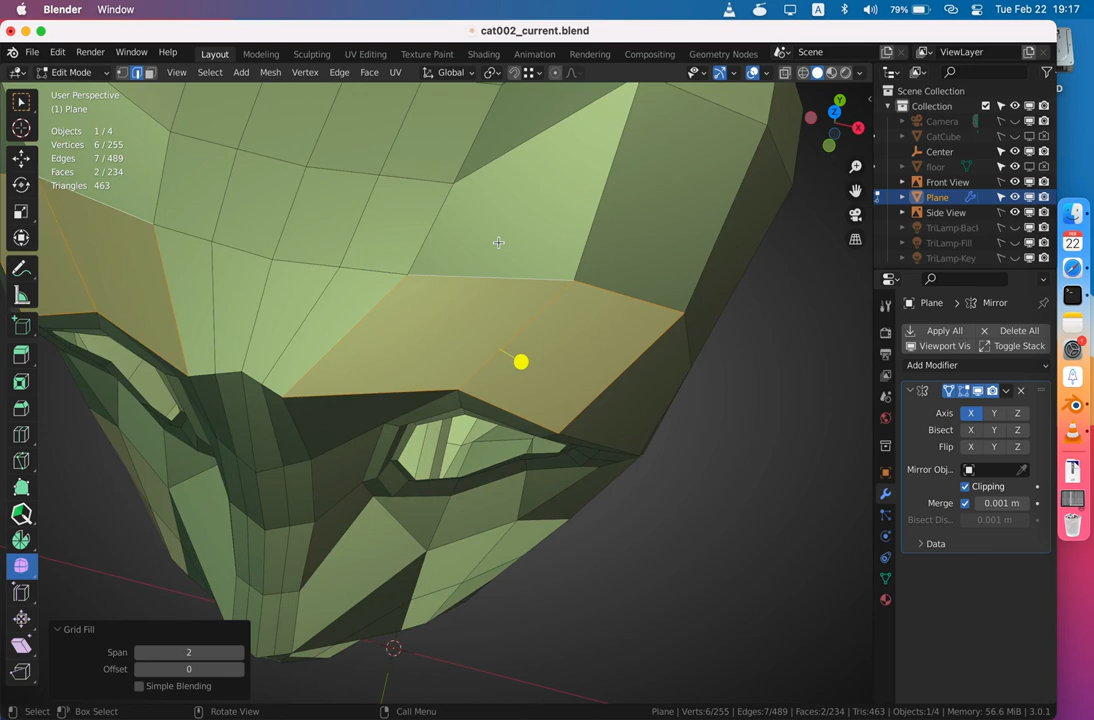 Blender Window A 79% Tue Feb 22 19:17
cat002_current.blend
File Edit Render Window Help Layout Modeling Sculpting UV Editing Texture Paint Shading Animation Rendering Compositing Geometry Nodes Scene ViewLayer
Edit Mode View Select Add Mesh Vertex Edge Face UV Global
User Perspective
(1) Plane
Objects 1 / 4
Vertices 6 / 255
Edges 7 / 489
Faces 2 / 234
Triangles 463
Y
Z
X
Scene Collection
Collection
Camera
CatCube
Center
floor
Front View
Plane
Side View
TriLamp-Back
TriLamp-Fill
TriLamp-Key
FEB
22
Plane > Mirror
Apply All Delete All
Viewport Vis Toggle Stack
Add Modifier
Axis X Y Z
Bisect X Y Z
Flip X Y Z
Mirror Obj...
Clipping
Merge 0.001 m
Bisect Dis... 0.001 m
Data
Grid Fill
Span 2
Offset 0
Simple Blending
Select Box Select Rotate View Call Menu Plane | Verts:6/255 | Edges:7/489 | Faces:2/234 | Tris:463 | Objects:1/4 | Memory: 56.6 MiB | 3.0.1